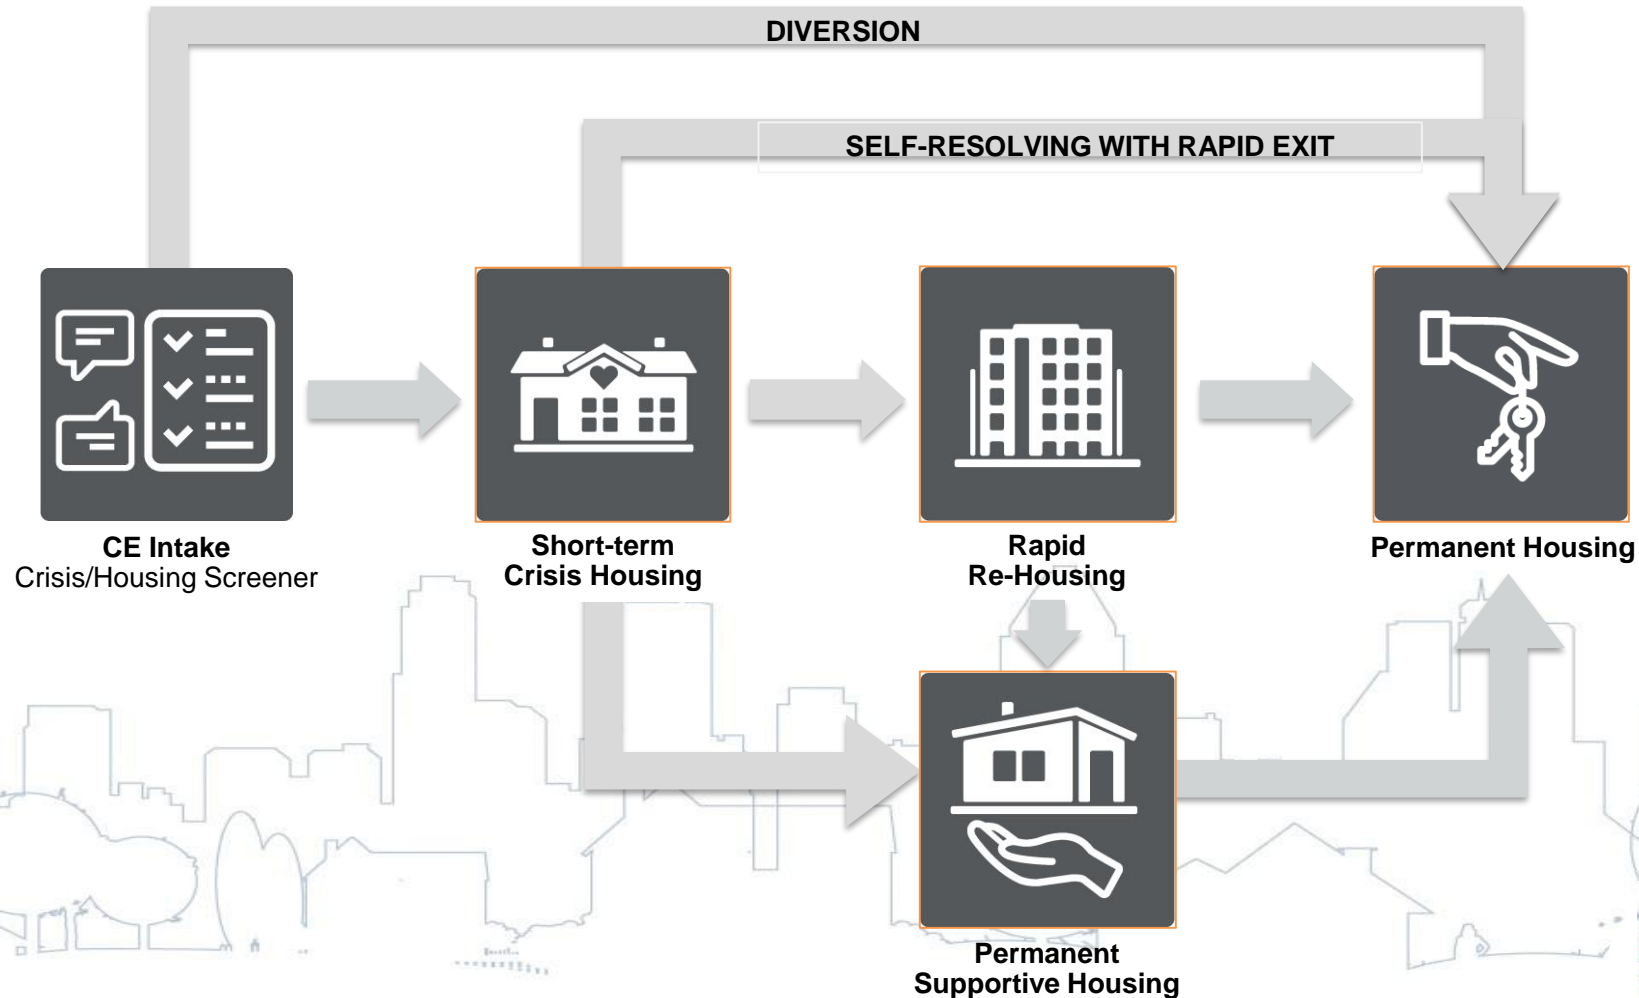 DIVERSION
SELF-RESOLVING WITH RAPID EXIT
CE Intake
Crisis/Housing Screener
Short-term
Crisis Housing
Rapid
Re-Housing
Permanent Housing
Permanent
Supportive Housing